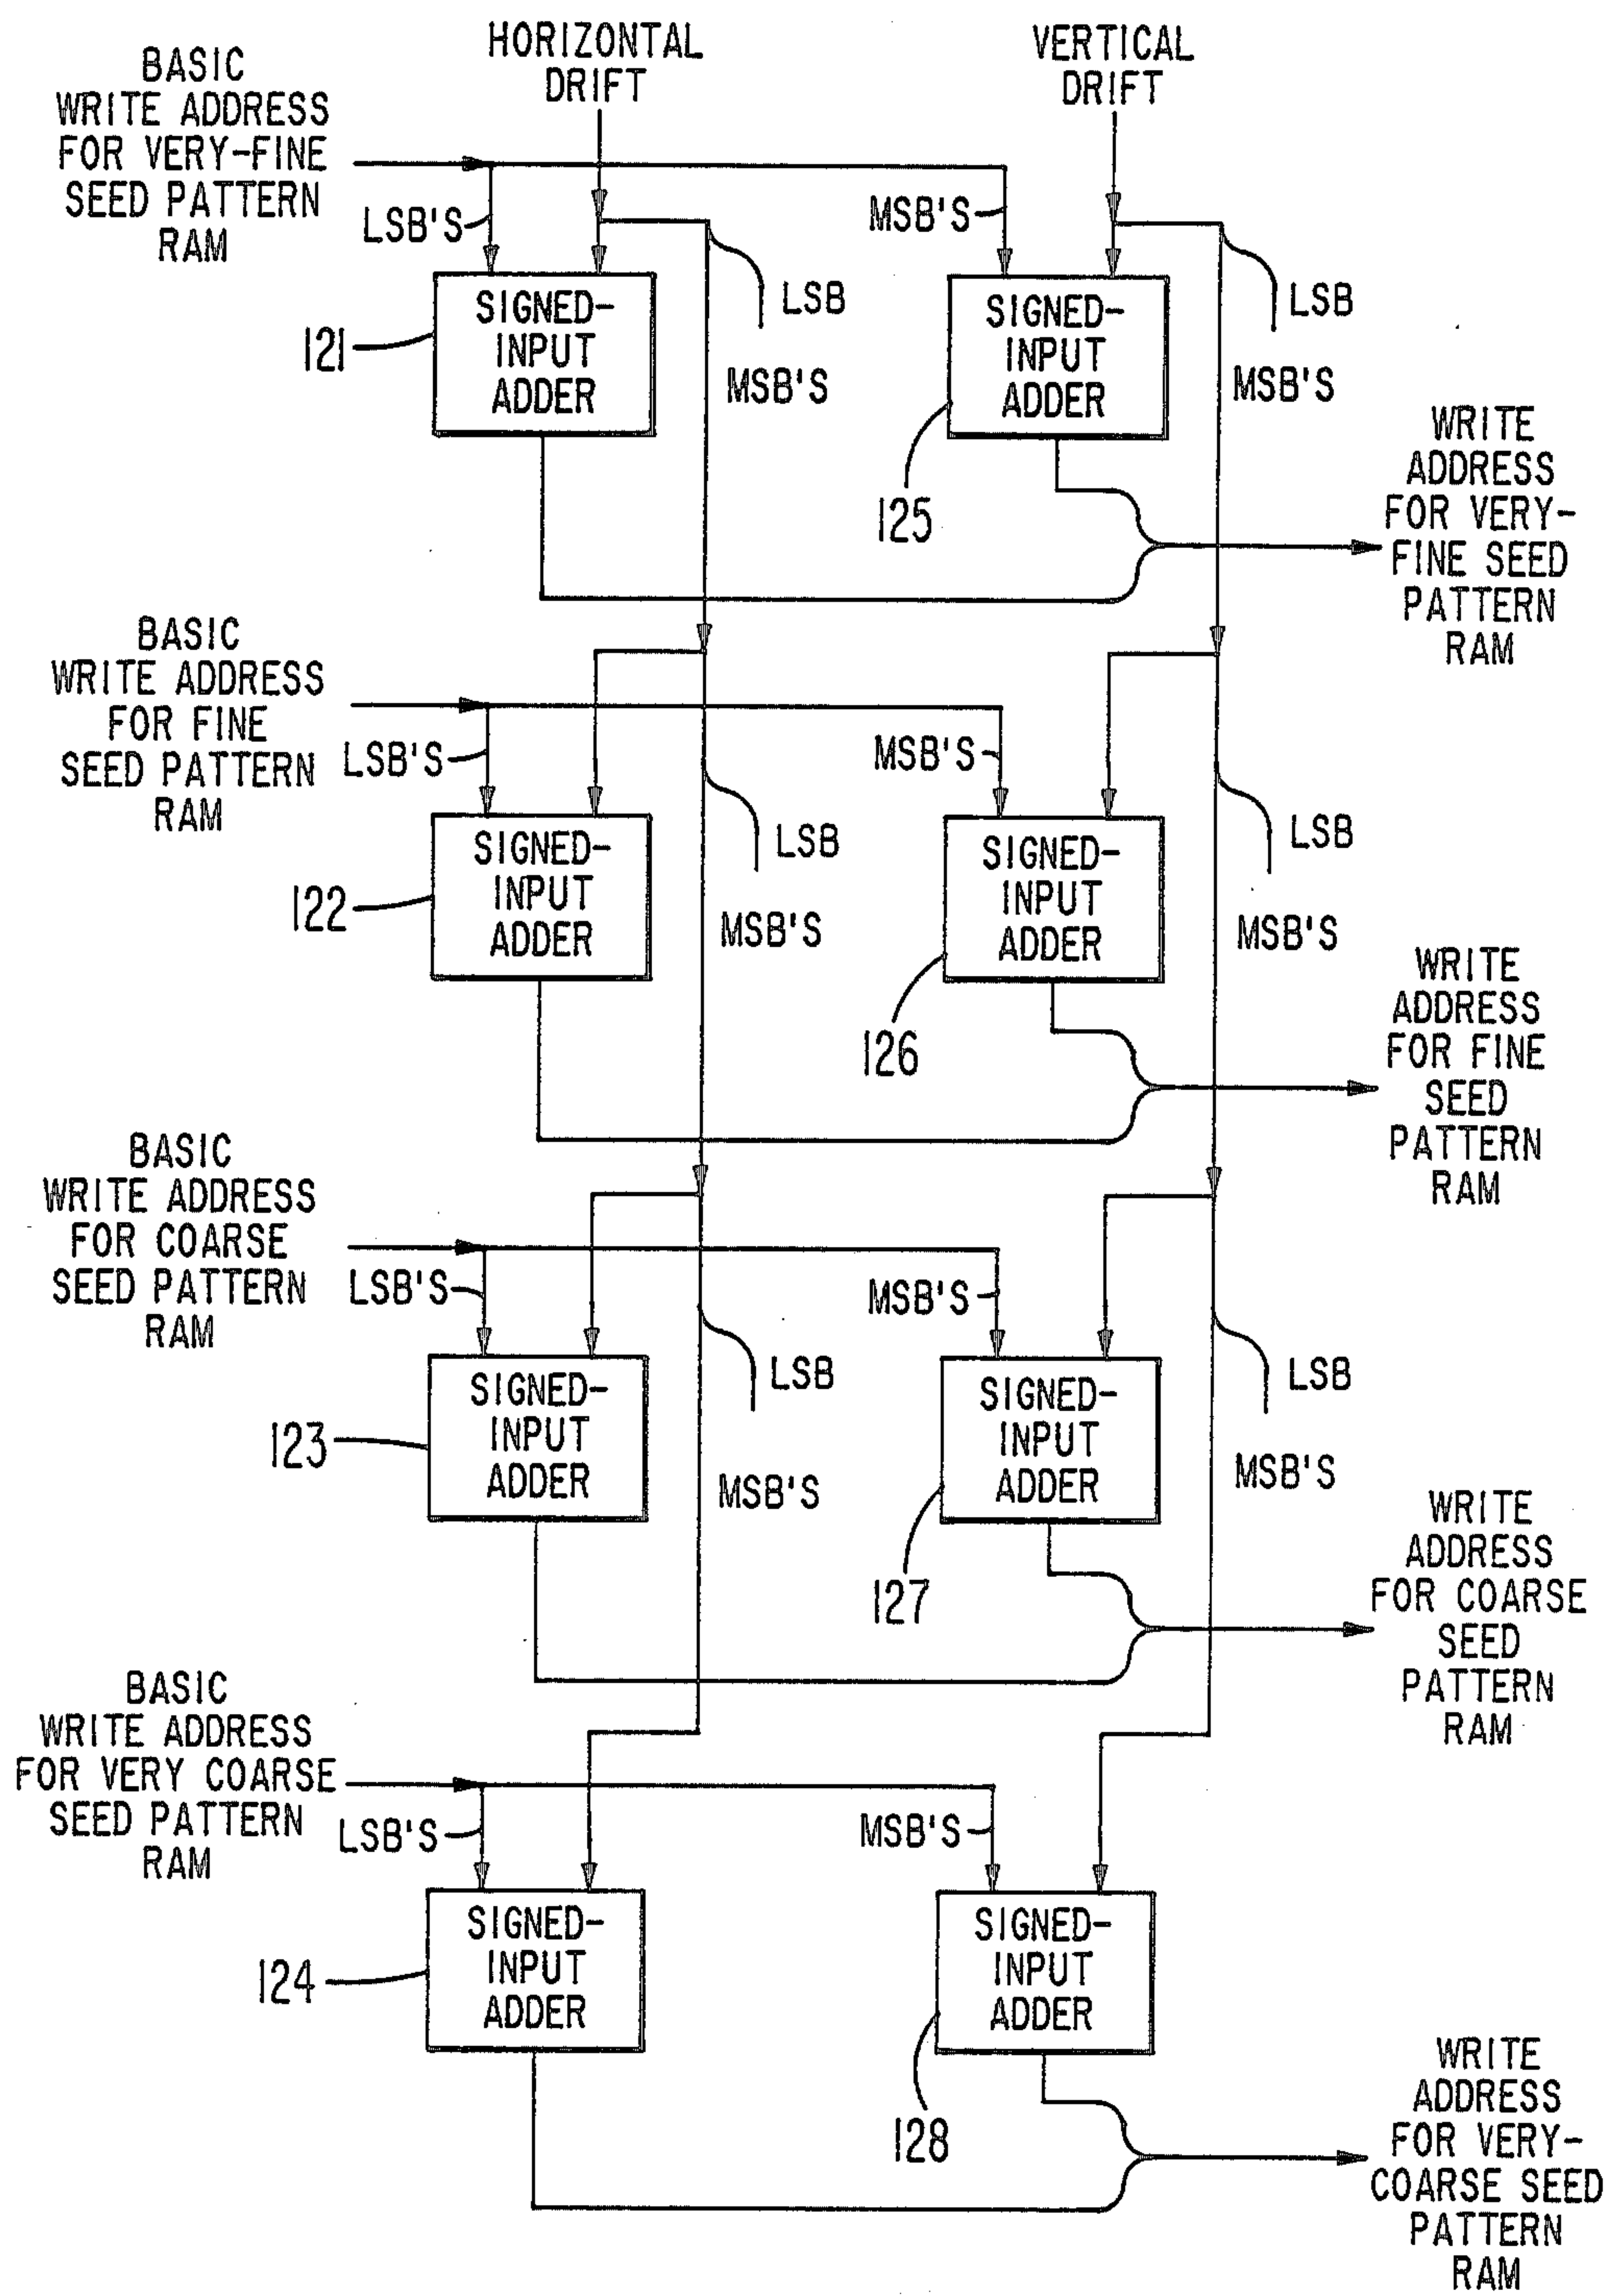 HORIZONTAL
DRIFT
VERTICAL
DRIFT
BASIC
WRITE ADDRESS
FOR VERY-FINE
SEED PATTERN
RAM
LSB'S
MSB'S
SIGNED-
INPUT
ADDER
121
LSB
MSB'S
SIGNED-
INPUT
ADDER
125
LSB
MSB'S
WRITE
ADDRESS
FOR VERY-
FINE SEED
PATTERN
RAM
BASIC
WRITE ADDRESS
FOR FINE
SEED PATTERN
RAM
LSB'S
MSB'S
SIGNED-
INPUT
ADDER
122
LSB
MSB'S
SIGNED-
INPUT
ADDER
126
LSB
MSB'S
WRITE
ADDRESS
FOR FINE
SEED
PATTERN
RAM
BASIC
WRITE ADDRESS
FOR COARSE
SEED PATTERN
RAM
LSB'S
MSB'S
SIGNED-
INPUT
ADDER
123
LSB
MSB'S
SIGNED-
INPUT
ADDER
127
LSB
MSB'S
WRITE
ADDRESS
FOR COARSE
SEED
PATTERN
RAM
BASIC
WRITE ADDRESS
FOR VERY COARSE
SEED PATTERN
RAM
LSB'S
MSB'S
SIGNED-
INPUT
ADDER
124
SIGNED-
INPUT
ADDER
128
WRITE
ADDRESS
FOR VERY-
COARSE SEED
PATTERN
RAM